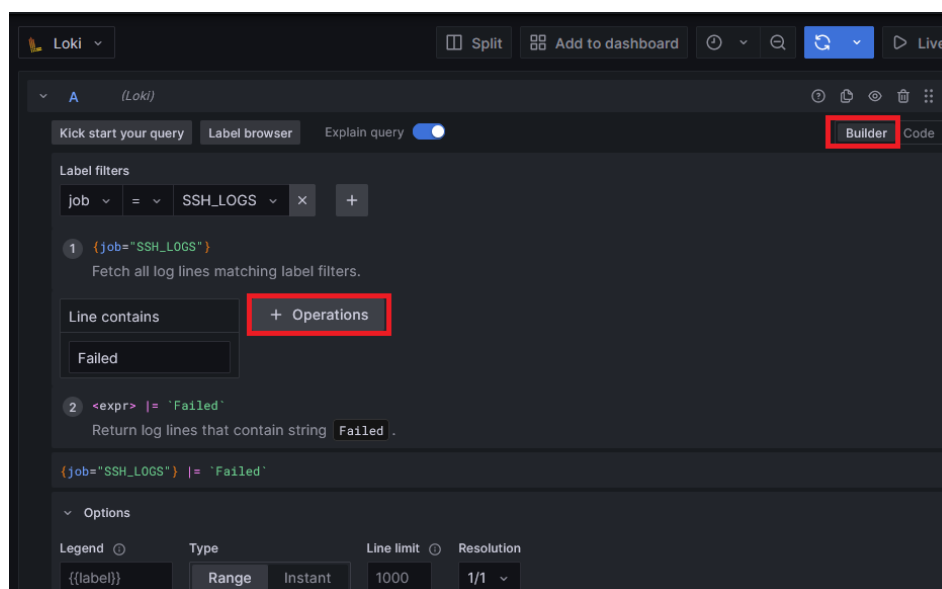 Loki Split Add to dashboard Live
A (Loki)
Kick start your query Label browser Explain query Builder Code
Label filters
job = SSH_LOGS × +
1 {job="SSH_LOGS"}
Fetch all log lines matching label filters.
Line contains + Operations
Failed
2 <expr> |= `Failed`
Return log lines that contain string Failed .
{job="SSH_LOGS"} |= `Failed`
Options
Legend Type Line limit Resolution
{{label}} Range Instant 1000 1/1